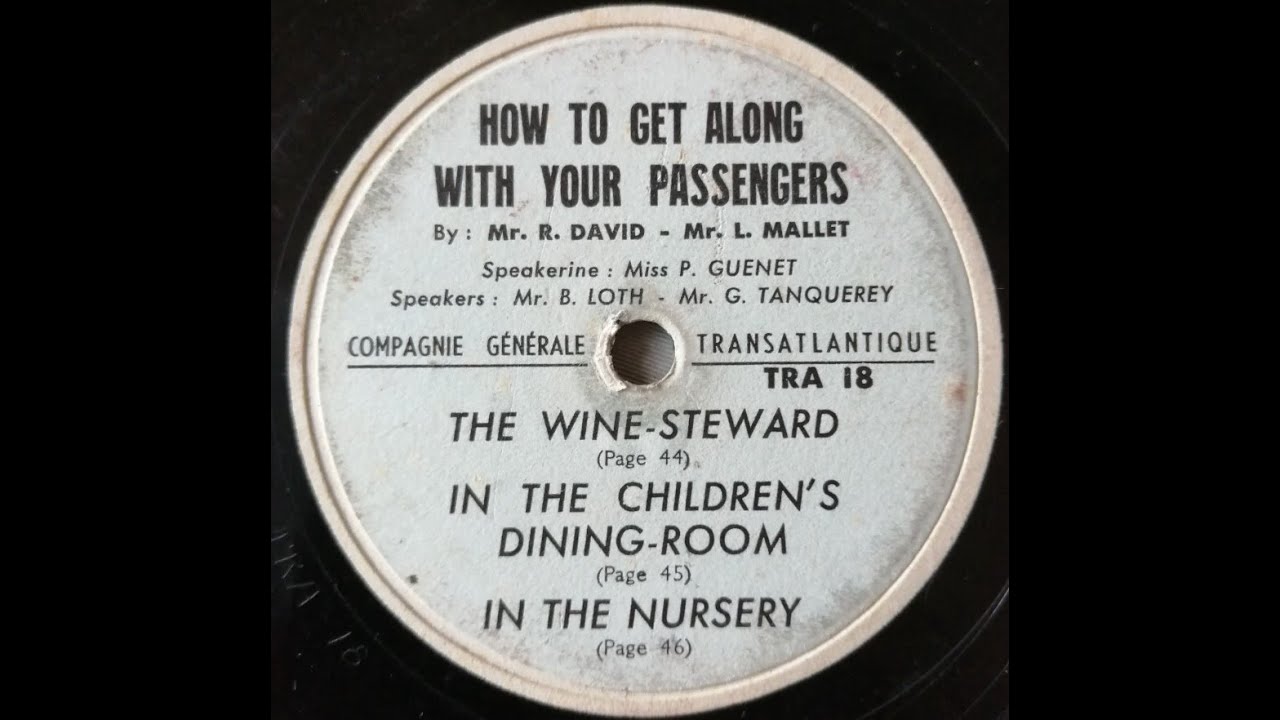 HOW TO GET ALONG
WITH YOUR PASSENGERS
By: Mr. R. DAVID - Mr. L. MALLET
Speakerine : Miss P. GUENET
Speakers : Mr. B. LOTH - Mr. G. TANQUEREY
COMPAGNIE GÉNÉRALE TRANSATLANTIQUE
TRA 18
THE WINE-STEWARD
(Page 44)
IN THE CHILDREN'S
DINING-ROOM
(Page 45)
IN THE NURSERY
(Page 46)
TRA 18